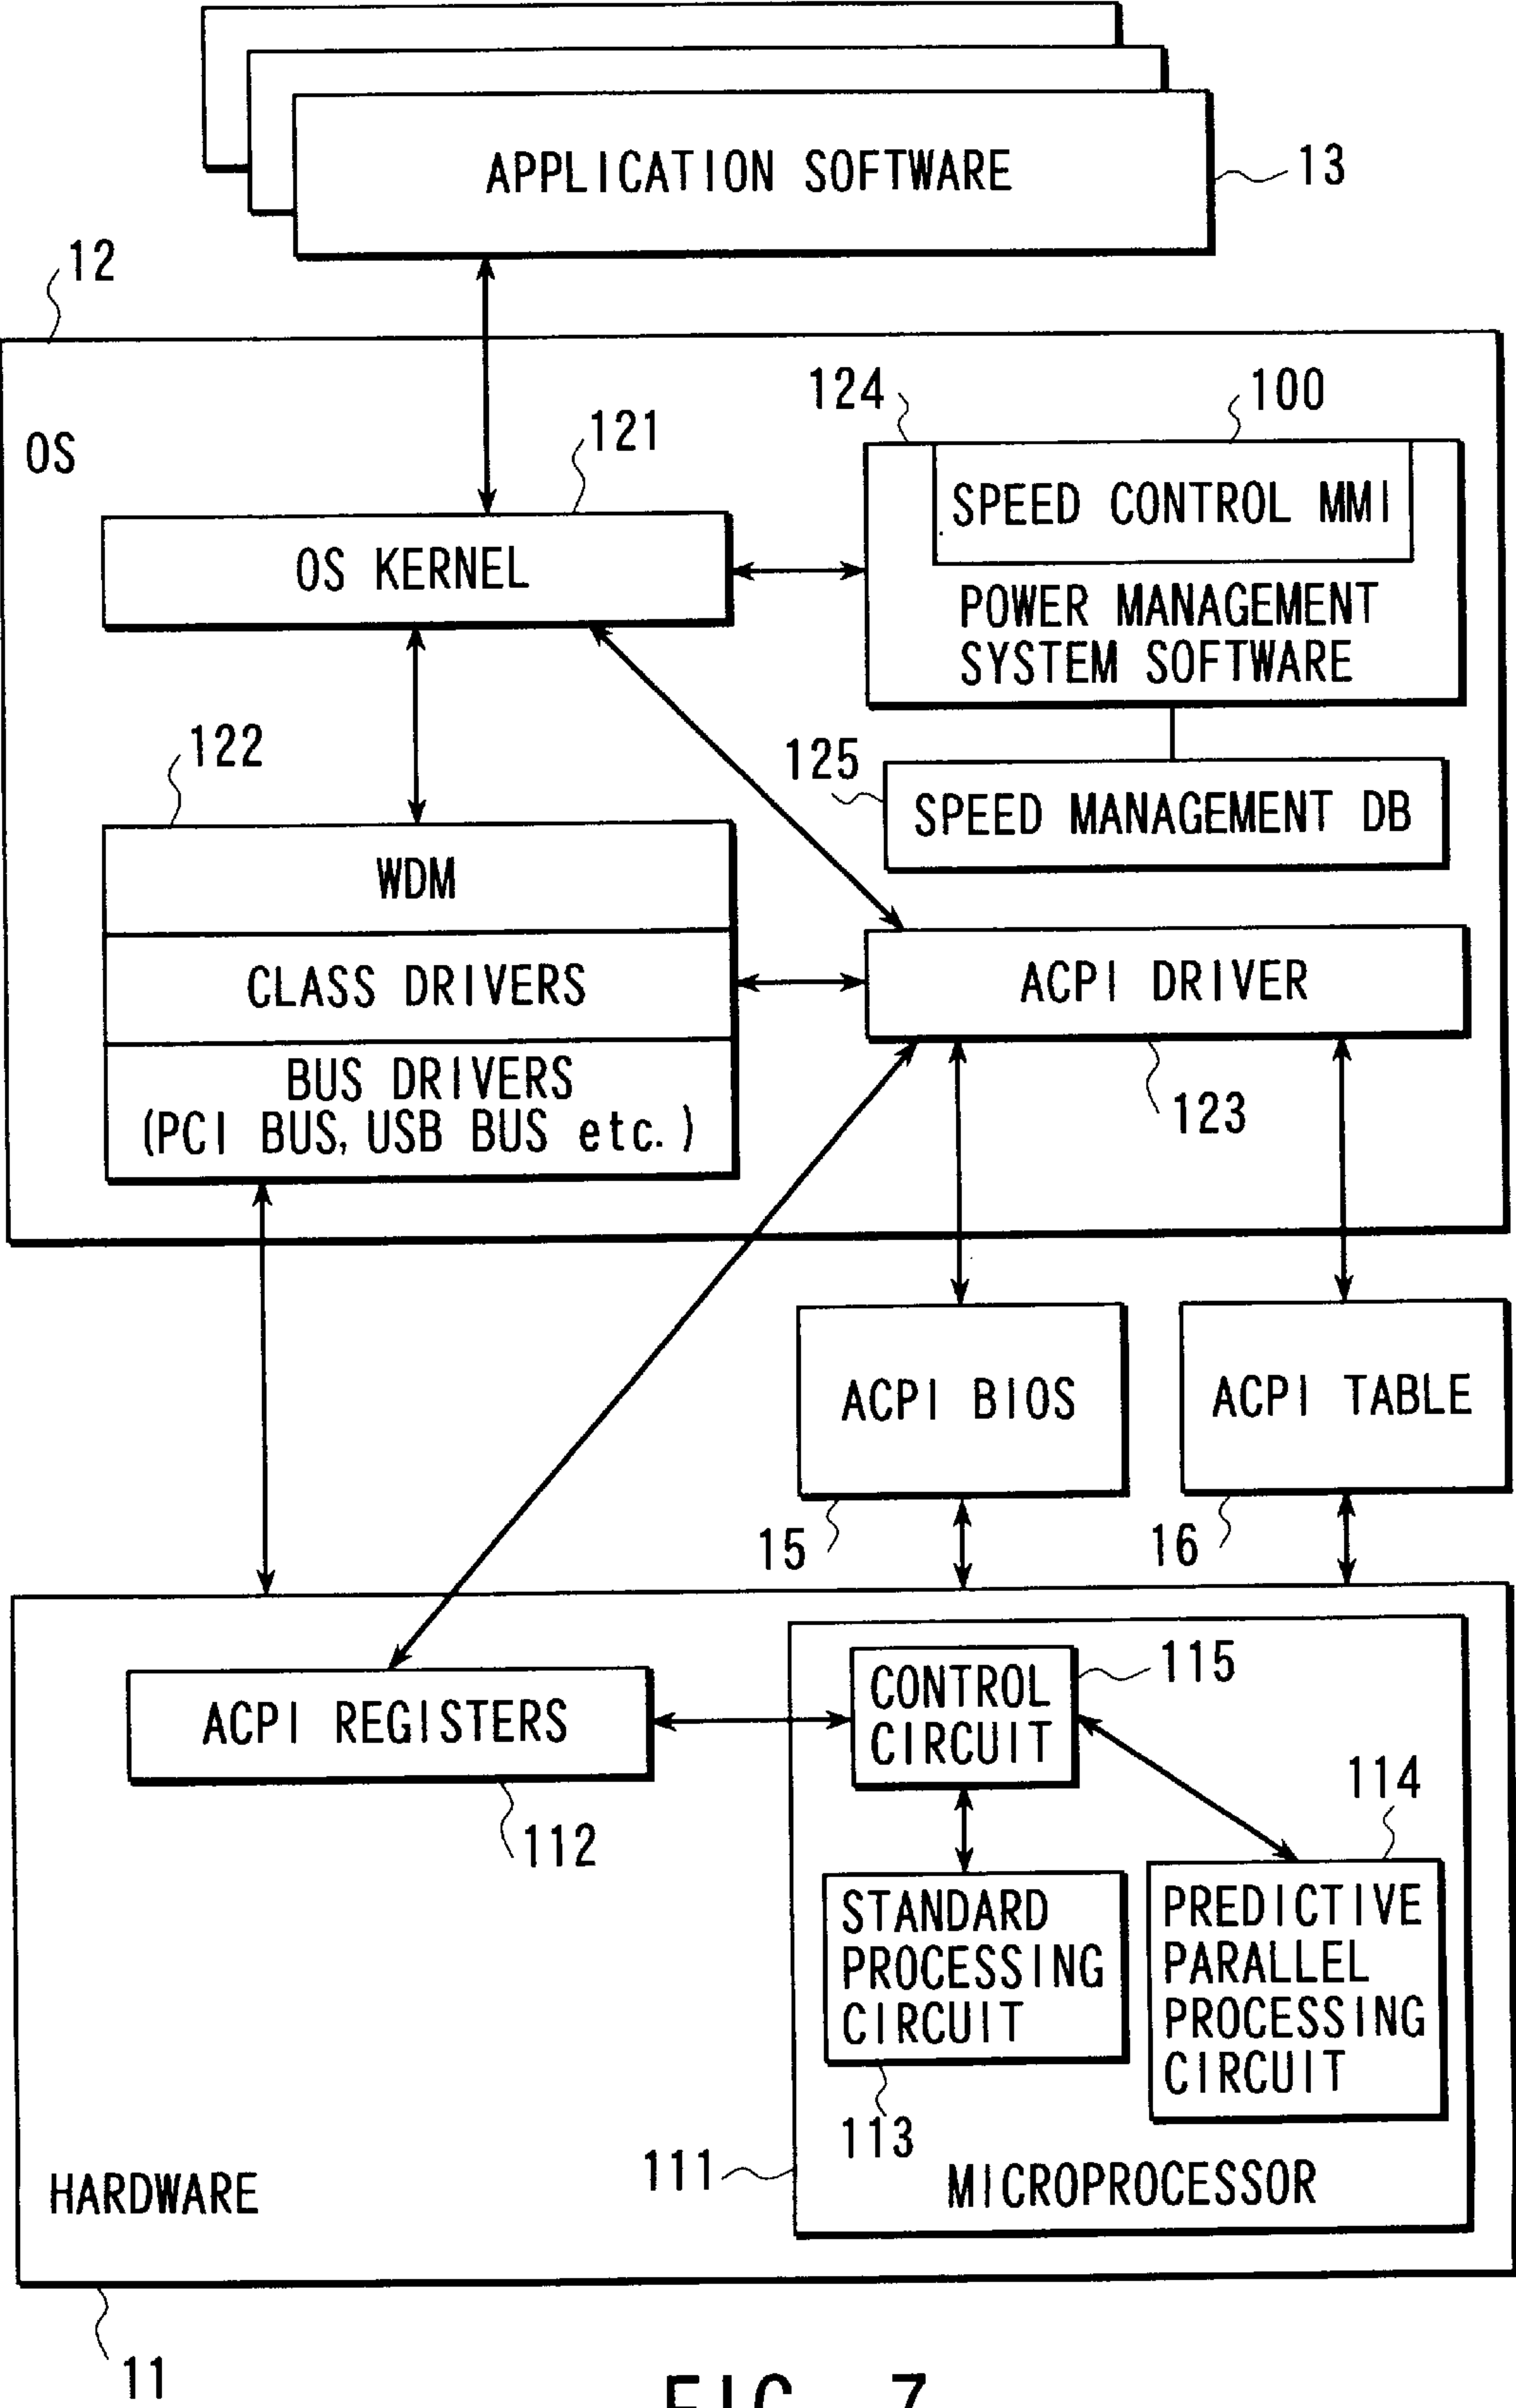 APPLICATION SOFTWARE
13
12
OS
124
100
121
SPEED CONTROL MMI
OS KERNEL
POWER MANAGEMENT
SYSTEM SOFTWARE
122
125
SPEED MANAGEMENT DB
WDM
CLASS DRIVERS
ACPI DRIVER
BUS DRIVERS
(PCI BUS, USB BUS etc.)
123
ACPI BIOS
ACPI TABLE
15
16
CONTROL
CIRCUIT
115
ACPI REGISTERS
112
114
STANDARD
PROCESSING
CIRCUIT
PREDICTIVE
PARALLEL
PROCESSING
CIRCUIT
113
111
MICROPROCESSOR
HARDWARE
11
FIG. 7